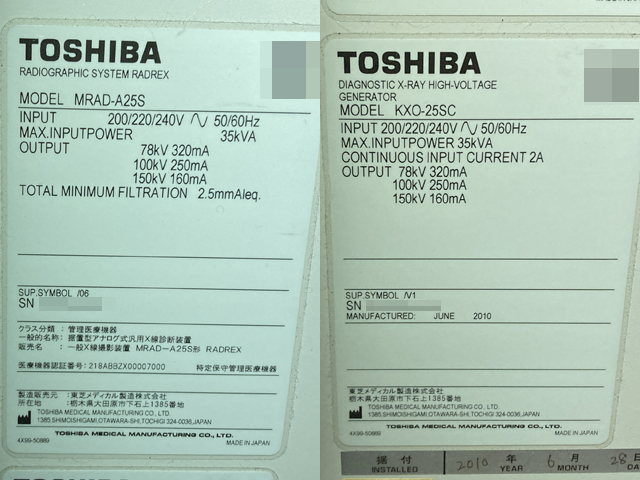 TOSHIBA
RADIOGRAPHIC SYSTEM RADREX
MODEL MRAD-A25S
INPUT 200/220/240V ∿ 50/60Hz
MAX.INPUTPOWER 35kVA
OUTPUT 78kV 320mA
100kV 250mA
150kV 160mA
TOTAL MINIMUM FILTRATION 2.5mmAleq.
SUP.SYMBOL /06
SN
クラス分類 : 管理医療機器
一般的名称: 据置型アナログ式汎用X線診断装置
販売名 : 一般X線撮影装置 MRAD-A25S形 RADREX
医療機器認証番号: 218ABBZX00007000 特定保守管理医療機器
製造販売元 : 東芝メディカル製造株式会社
所在地 : 栃木県大田原市下石上1385番地
TOSHIBA MEDICAL MANUFACTURING CO., LTD.
1385,SHIMOISHIGAMI,OTAWARA-SHI,TOCHIGI 324-0036,JAPAN
TOSHIBA MEDICAL MANUFACTURING CO., LTD.
4X99-50889 MADE IN JAPAN
TOSHIBA
DIAGNOSTIC X-RAY HIGH-VOLTAGE
GENERATOR
MODEL KXO-25SC
INPUT 200/220/240V ∿ 50/60Hz
MAX.INPUTPOWER 35kVA
CONTINUOUS INPUT CURRENT 2A
OUTPUT 78kV 320mA
100kV 250mA
150kV 160mA
SUP.SYMBOL /V1
SN
MANUFACTURED: JUNE 2010
東芝メディカル製造株式会社
栃木県大田原市下石上1385番地
TOSHIBA MEDICAL MANUFACTURING CO., LTD.
1385,SHIMOISHIGAMI,OTAWARA-SHI,TOCHIGI 324-0036,JAPAN
TOSHIBA MEDICAL MANUFACTURING CO., LTD.
4X99-50889 MADE IN JAPAN
据付 2010 年 6 月 28 日
INSTALLED YEAR MONTH